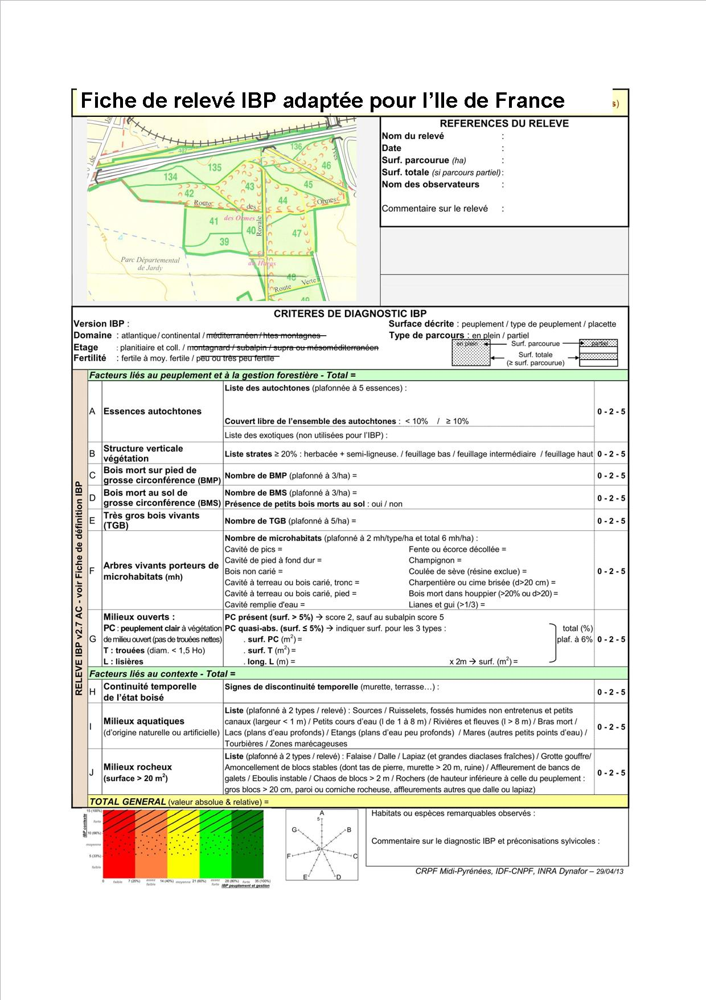 Fiche de relevé IBP adaptée pour l'Ile de France
s)
136
135
134
46
45
43
42
44
Route des Ormes
des Ormes
41
40
Royale
39
47
175
Parc Départemental
de Jardy
du Haras
48
Route Verte
49
REFERENCES DU RELEVE
Nom du relevé :
Date :
Surf. parcourue (ha) :
Surf. totale (si parcours partiel) :
Nom des observateurs :
Commentaire sur le relevé :
CRITERES DE DIAGNOSTIC IBP
Version IBP :
Surface décrite : peuplement / type de peuplement / placette
Domaine : atlantique / continental / méditerranéen / htes montagnes
Type de parcours : en plein / partiel
Etage : planitiaire et coll. / montagnard / subalpin / supra ou mésoméditerranéen
Fertilité : fertile à moy. fertile / peu ou très peu fertile
en plein
Surf. parcourue
partiel
Surf. totale
(≥ surf. parcourue)
RELEVE IBP v2.7 AC - voir Fiche de définition IBP
Facteurs liés au peuplement et à la gestion forestière - Total =
A Essences autochtones
Liste des autochtones (plafonnée à 5 essences) :
Couvert libre de l'ensemble des autochtones : < 10% / ≥ 10%
Liste des exotiques (non utilisées pour l'IBP) :
0 - 2 - 5
B Structure verticale
végétation
Liste strates ≥ 20% : herbacée + semi-ligneuse. / feuillage bas / feuillage intermédiaire / feuillage haut
0 - 2 - 5
C Bois mort sur pied de
grosse circonférence (BMP)
Nombre de BMP (plafonné à 3/ha) =
0 - 2 - 5
D Bois mort au sol de
grosse circonférence (BMS)
Nombre de BMS (plafonné à 3/ha) =
Présence de petits bois morts au sol : oui / non
0 - 2 - 5
E Très gros bois vivants
(TGB)
Nombre de TGB (plafonné à 5/ha) =
0 - 2 - 5
F Arbres vivants porteurs de
microhabitats (mh)
Nombre de microhabitats (plafonné à 2 mh/type/ha et total 6 mh/ha) :
Cavité de pics = Fente ou écorce décollée =
Cavité de pied à fond dur = Champignon =
Bois non carié = Coulée de sève (résine exclue) =
Cavité à terreau ou bois carié, tronc = Charpentière ou cime brisée (d>20 cm) =
Cavité à terreau ou bois carié, pied = Bois mort dans houppier (>20% ou d>20) =
Cavité remplie d'eau = Lianes et gui (>1/3) =
0 - 2 - 5
G Milieux ouverts :
PC : peuplement clair à végétation
de milieu ouvert (pas de trouées nettes)
T : trouées (diam. < 1,5 Ho)
L : lisières
PC présent (surf. > 5%) → score 2, sauf au subalpin score 5
PC quasi-abs. (surf. ≤ 5%) → indiquer surf. pour les 3 types :
. surf. PC (m²) =
. surf. T (m²) =
. long. L (m) = x 2m → surf. (m²) =
total (%)
plaf. à 6%
0 - 2 - 5
Facteurs liés au contexte - Total =
H Continuité temporelle
de l'état boisé
Signes de discontinuité temporelle (murette, terrasse…) :
0 - 2 - 5
I Milieux aquatiques
(d'origine naturelle ou artificielle)
Liste (plafonné à 2 types / relevé) : Sources / Ruisselets, fossés humides non entretenus et petits
canaux (largeur < 1 m) / Petits cours d'eau (l de 1 à 8 m) / Rivières et fleuves (l > 8 m) / Bras mort /
Lacs (plans d'eau profonds) / Etangs (plans d'eau peu profonds) / Mares (autres petits points d'eau) /
Tourbières / Zones marécageuses
0 - 2 - 5
J Milieux rocheux
(surface > 20 m²)
Liste (plafonné à 2 types / relevé) : Falaise / Dalle / Lapiaz (et grandes diaclases fraîches) / Grotte gouffre/
Amoncellement de blocs stables (dont tas de pierre, murette > 20 m, ruine) / Affleurement de bancs de
galets / Eboulis instable / Chaos de blocs > 2 m / Rochers (de hauteur inférieure à celle du peuplement :
gros blocs > 20 cm, paroi ou corniche rocheuse, affleurements autres que dalle ou lapiaz)
0 - 2 - 5
TOTAL GENERAL (valeur absolue & relative) =
IBP contexte
15 (100%)
forte
10 (66%)
moyenne
5 (33%)
faible
0 faible 7 (20%) assez faible 14 (40%) moyenne 21 (60%) assez forte 28 (80%) forte 35 (100%)
IBP peuplement et gestion
A
5
G
B
0
F
C
E
D
Habitats ou espèces remarquables observés :
Commentaire sur le diagnostic IBP et préconisations sylvicoles :
CRPF Midi-Pyrénées, IDF-CNPF, INRA Dynafor – 29/04/13